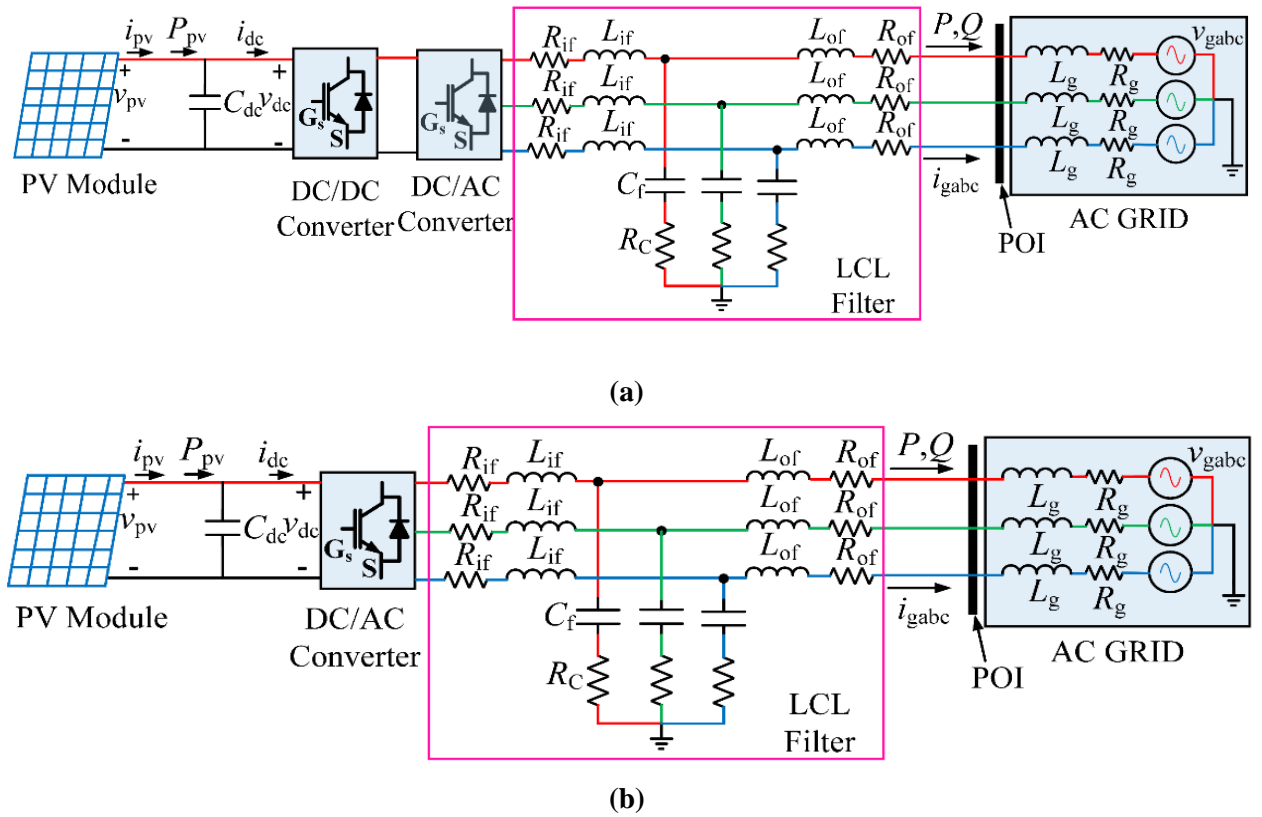 i_pv P_pv i_dc
+ v_pv - C_dc + v_dc -
PV Module
G_s S
DC/DC
Converter
G_s S
DC/AC
Converter
R_if L_if L_of R_of
R_if L_if L_of R_of
R_if L_if L_of R_of
C_f
R_C
LCL
Filter
P,Q
i_gabc
POI
v_gabc
L_g R_g
L_g R_g
L_g R_g
AC GRID
(a)
i_pv P_pv i_dc
+ v_pv - C_dc + v_dc -
PV Module
G_s S
DC/AC
Converter
R_if L_if L_of R_of
R_if L_if L_of R_of
R_if L_if L_of R_of
C_f
R_C
LCL
Filter
P,Q
i_gabc
POI
v_gabc
L_g R_g
L_g R_g
L_g R_g
AC GRID
(b)